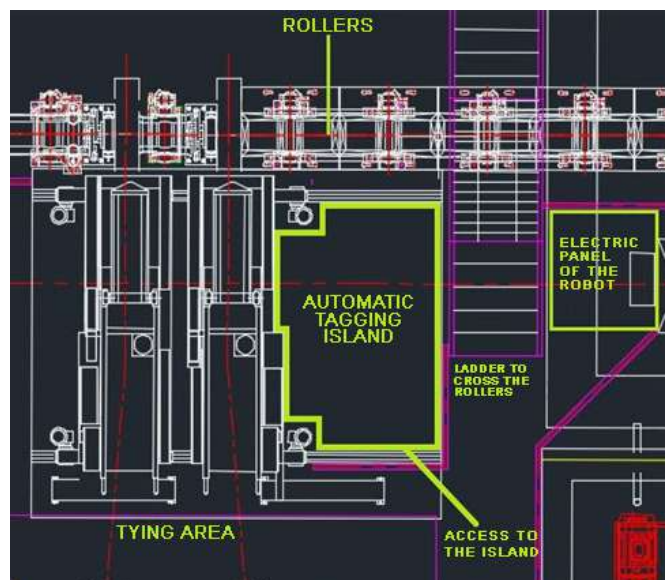 ROLLERS
ELECTRIC
PANEL
OF THE
ROBOT
AUTOMATIC
TAGGING
ISLAND
LADDER TO
CROSS THE
ROLLERS
TYING AREA
ACCESS TO
THE ISLAND